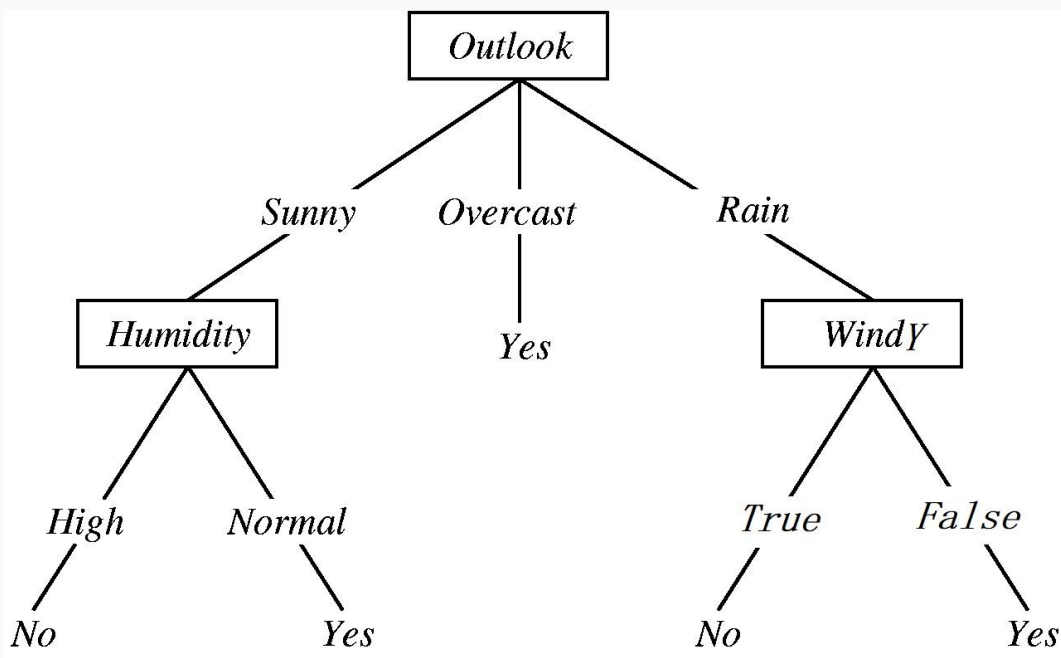 Outlook
Sunny Overcast Rain
Humidity Yes WindY
High Normal True False
No Yes No Yes